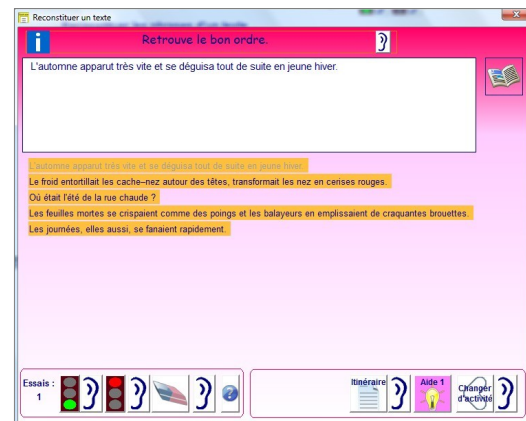 Reconstituer un texte
Retrouve le bon ordre.
L'automne apparut très vite et se déguisa tout de suite en jeune hiver.
L'automne apparut très vite et se déguisa tout de suite en jeune hiver.
Le froid entortillait les cache-nez autour des têtes, transformait les nez en cerises rouges.
Où était l'été de la rue chaude ?
Les feuilles mortes se crispaient comme des poings et les balayeurs en emplissaient de craquantes brouettes.
Les journées, elles aussi, se fanaient rapidement.
Essais :
1
Itinéraire
Aide 1
Changer
d'activité